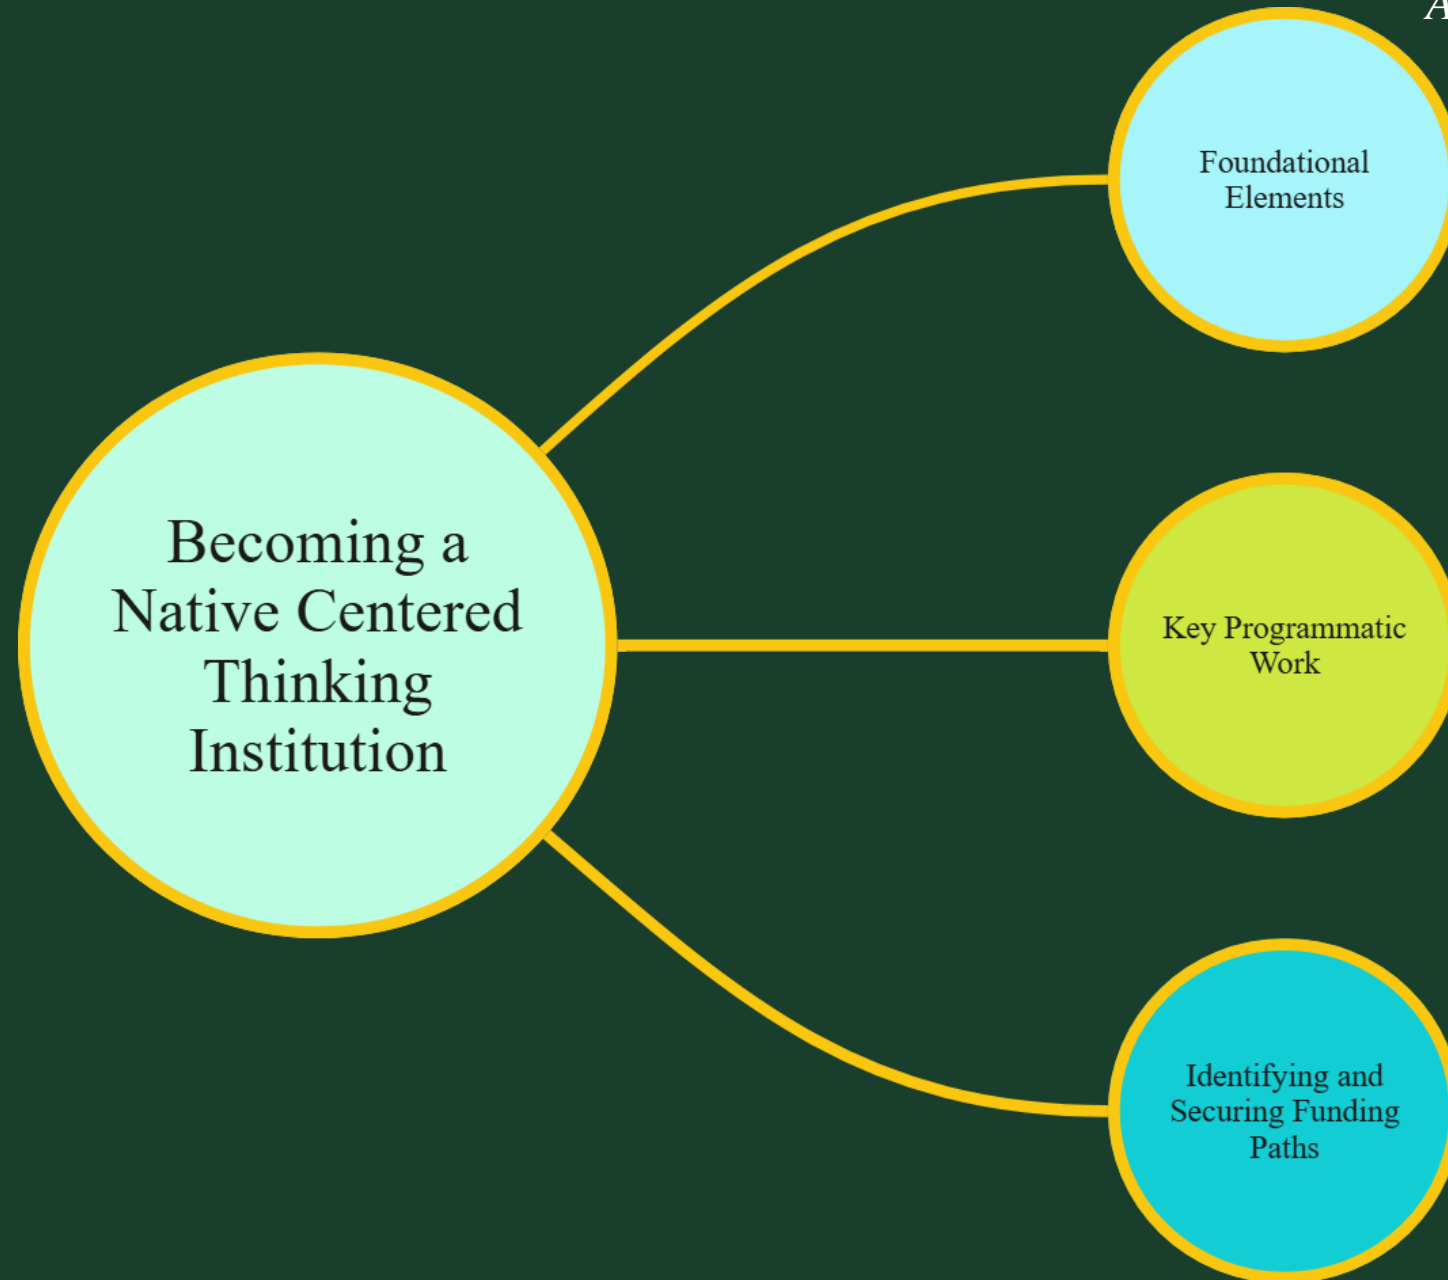 Becoming a
Native Centered
Thinking
Institution
Foundational
Elements
Key Programmatic
Work
Identifying and
Securing Funding
Paths